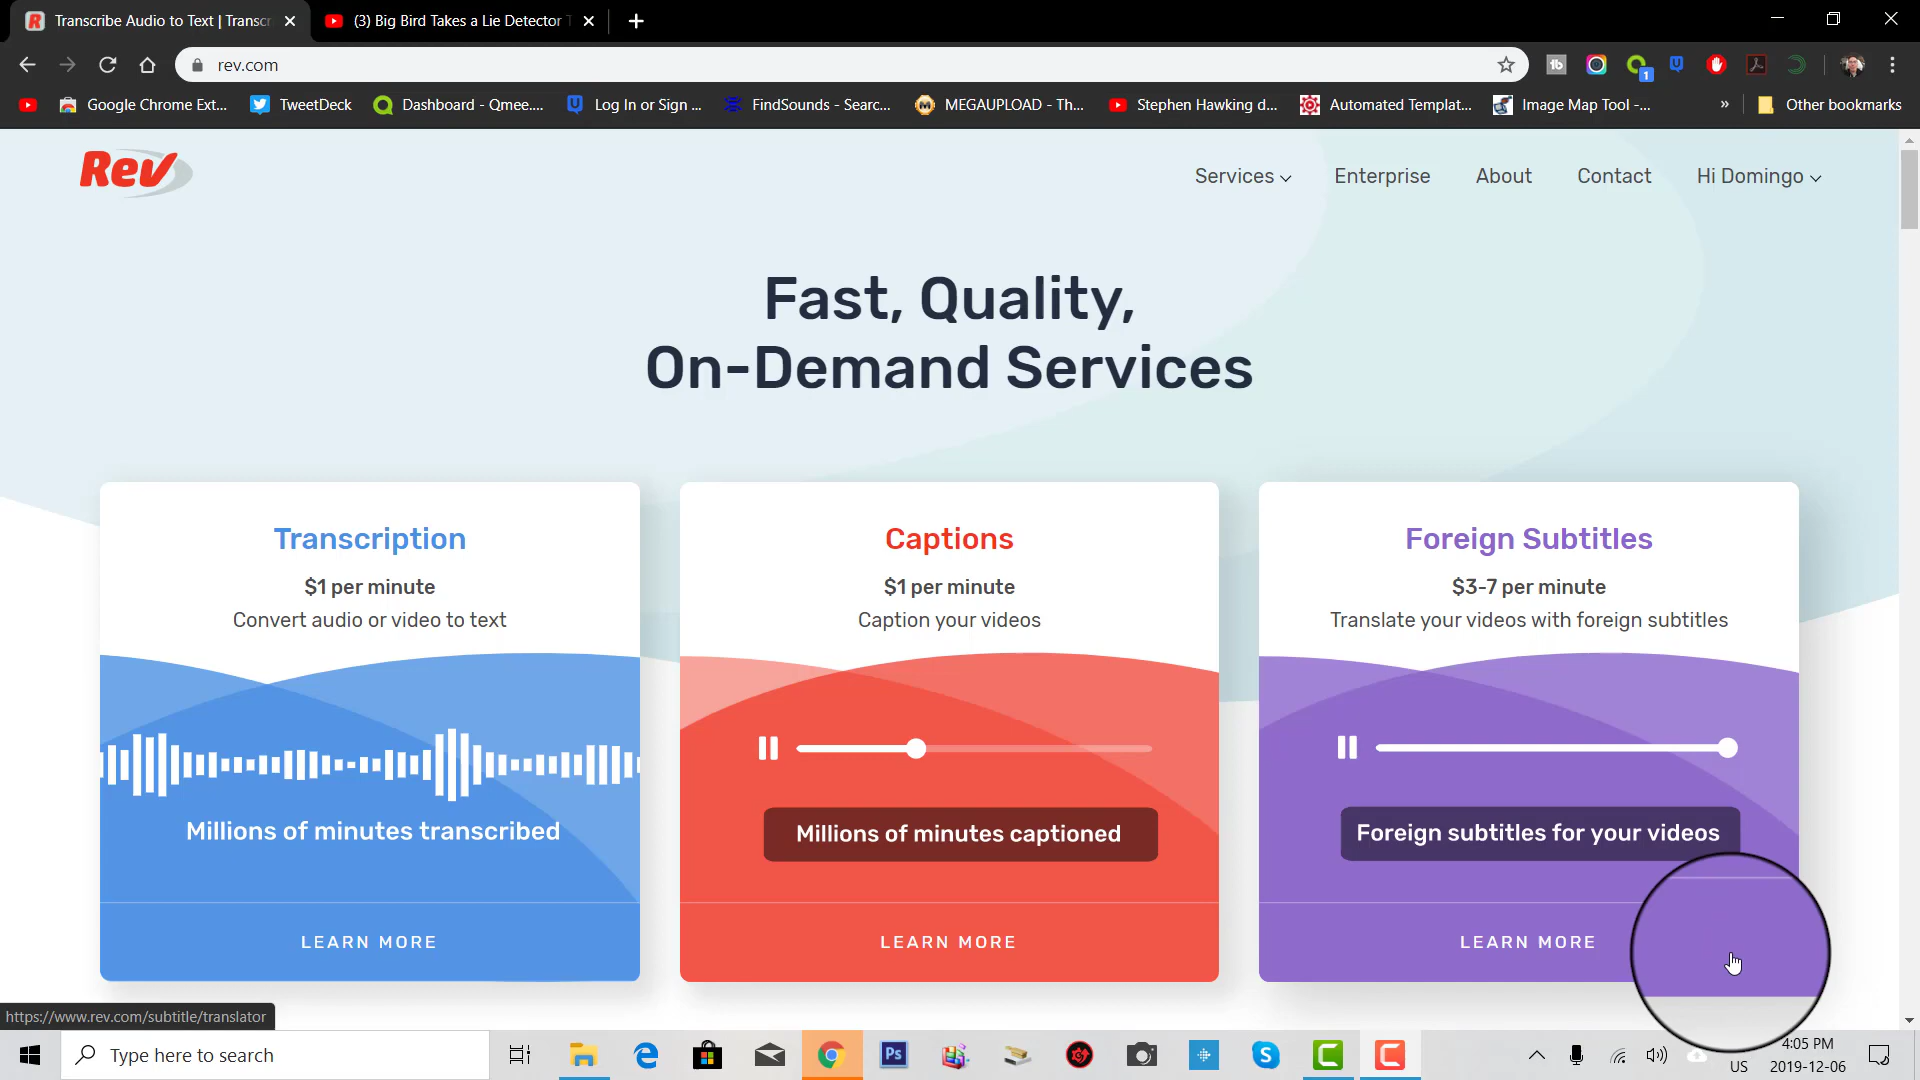 Transcribe Audio to Text | Transcr
(3) Big Bird Takes a Lie Detector T
rev.com
1
Google Chrome Ext...
TweetDeck
Dashboard - Qmee....
Log In or Sign ...
FindSounds - Searc...
MEGAUPLOAD - Th...
Stephen Hawking d...
Automated Templat...
Image Map Tool -...
»
Other bookmarks
Rev
Services
Enterprise
About
Contact
Hi Domingo
Fast, Quality,
On-Demand Services
Transcription
$1 per minute
Convert audio or video to text
Millions of minutes transcribed
LEARN MORE
Captions
$1 per minute
Caption your videos
Millions of minutes captioned
LEARN MORE
Foreign Subtitles
$3-7 per minute
Translate your videos with foreign subtitles
Foreign subtitles for your videos
LEARN MORE
https://www.rev.com/subtitle/translator
Type here to search
Ps
US
4:05 PM
2019-12-06